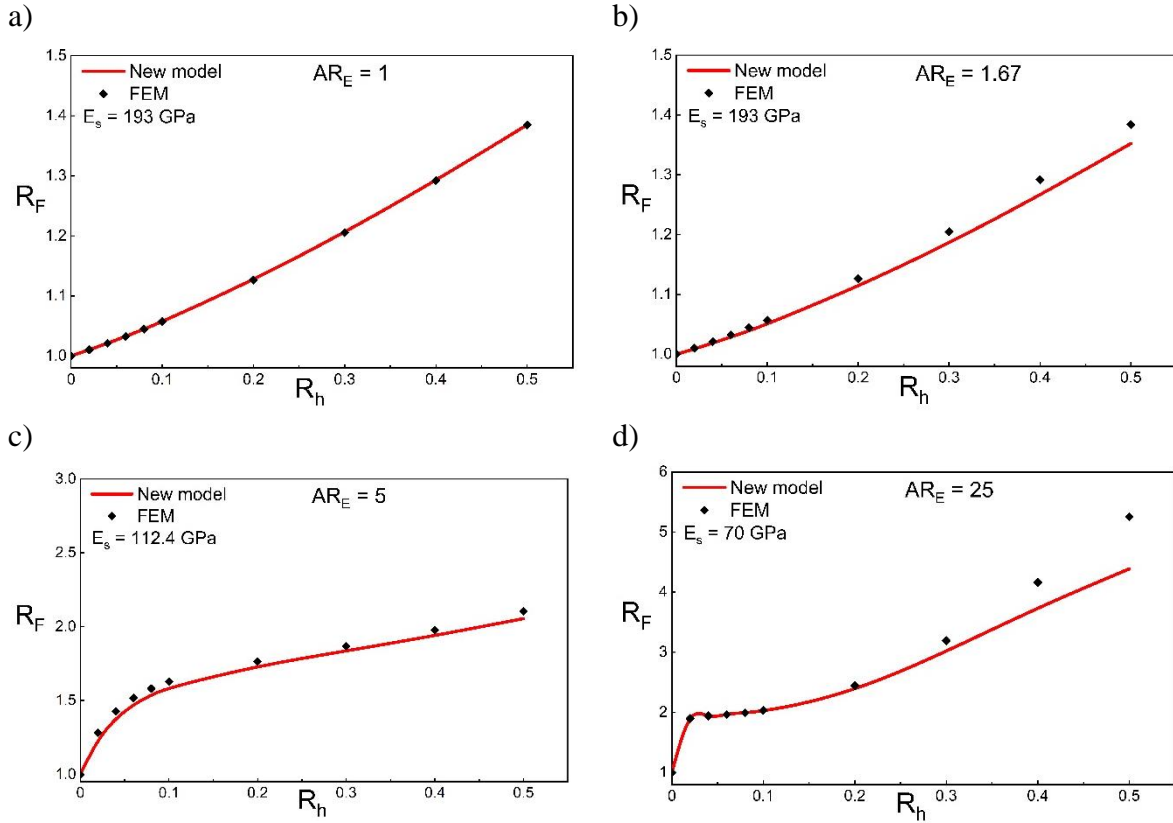 a)
1.5
1.4
1.3
1.2
1.1
1.0
New model
FEM
E_s = 193 GPa
AR_E = 1
R_F
0 0.1 0.2 0.3 0.4 0.5
R_h
b)
1.5
1.4
1.3
1.2
1.1
1.0
New model
FEM
E_s = 193 GPa
AR_E = 1.67
R_F
0 0.1 0.2 0.3 0.4 0.5
R_h
c)
3.0
2.5
2.0
1.5
1.0
New model
FEM
E_s = 112.4 GPa
AR_E = 5
R_F
0 0.1 0.2 0.3 0.4 0.5
R_h
d)
6
5
4
3
2
1
New model
FEM
E_s = 70 GPa
AR_E = 25
R_F
0 0.1 0.2 0.3 0.4 0.5
R_h